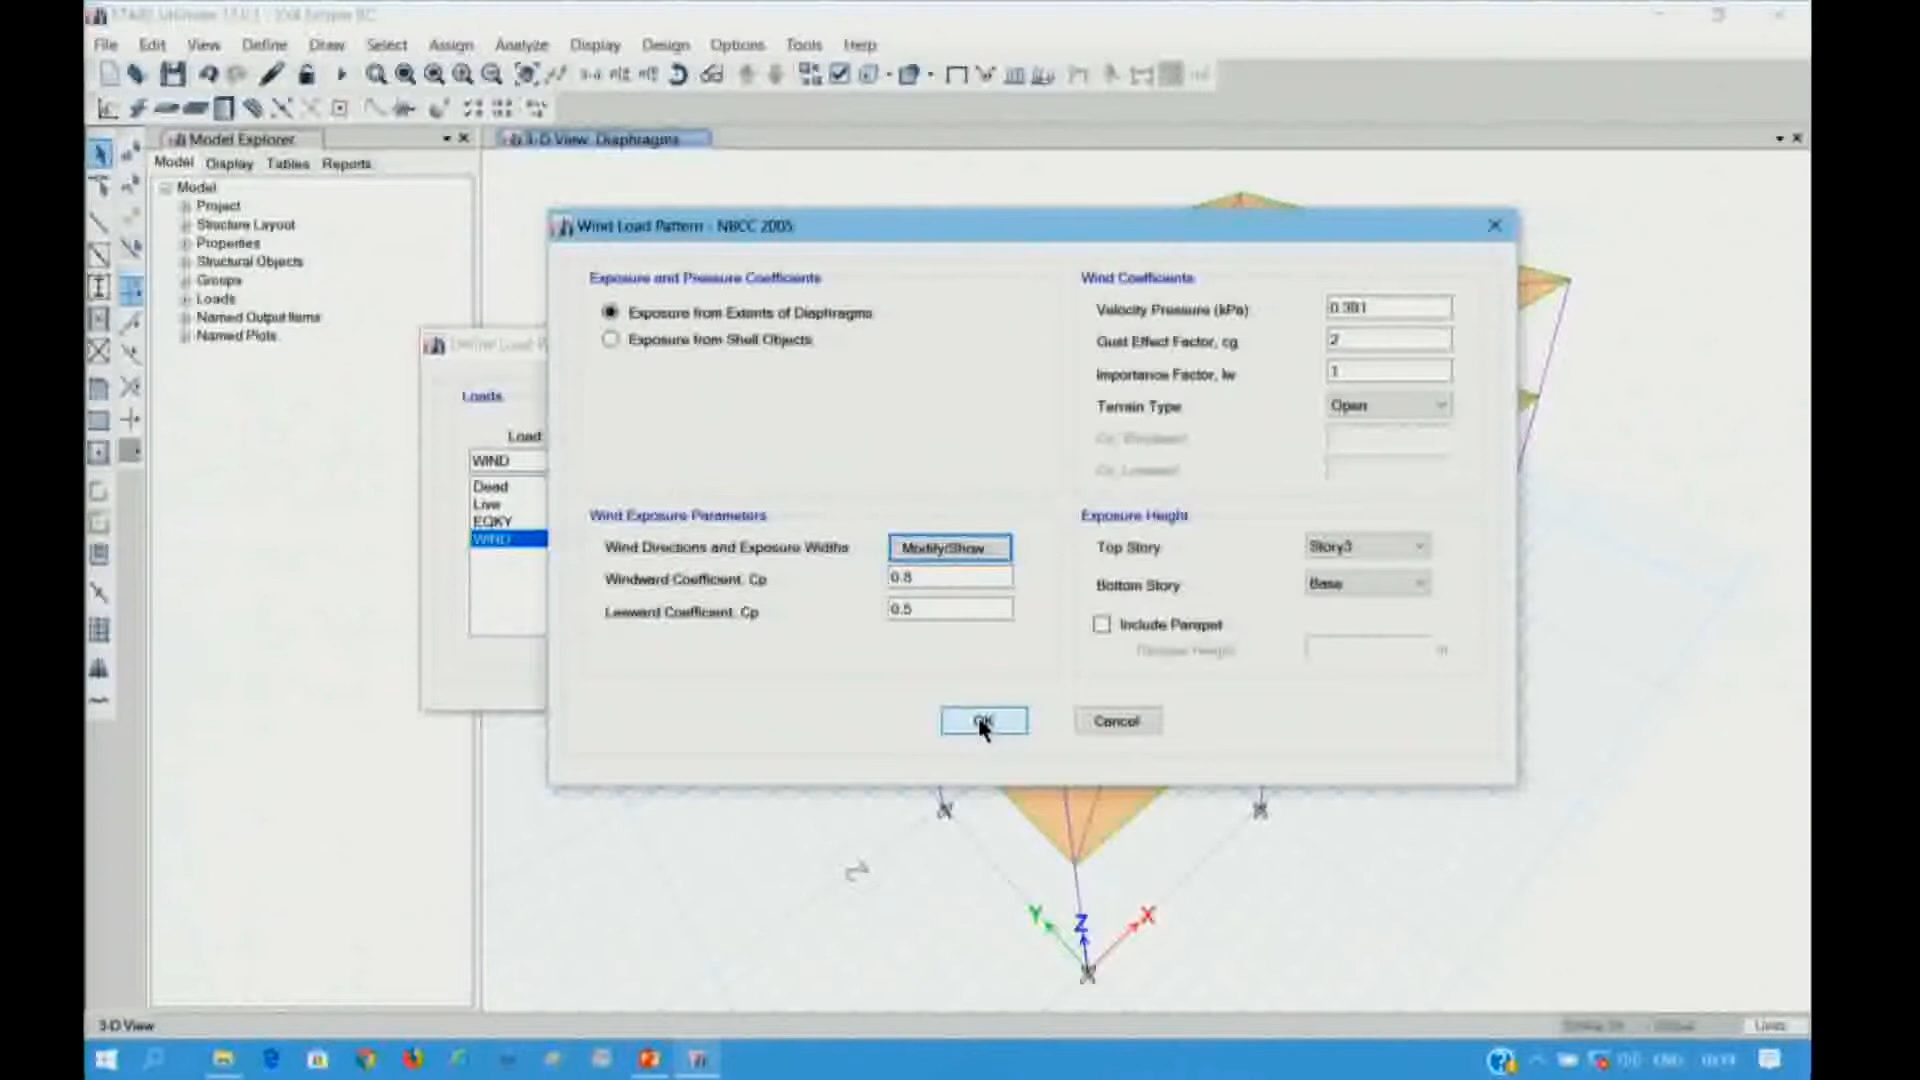 File Edit View Define Draw Select Assign Analyze Display Design Options Tools Help
Model Explorer
3-D View Diaphragms
Model Display Tables Reports
Model
Project
Structure Layout
Properties
Structural Objects
Groups
Loads
Named Output Items
Named Plots
Wind Load Pattern - NBCC 2005
Exposure and Pressure Coefficients
Exposure from Extents of Diaphragms
Exposure from Shell Objects
Wind Coefficients
Velocity Pressure (kPa) 0.381
Gust Effect Factor, cg 2
Importance Factor, Iw 1
Terrain Type Open
Define Load
Loads
Load
WIND
Dead
Live
EQKY
WIND
Wind Exposure Parameters
Wind Directions and Exposure Widths Modify/Show...
Windward Coefficient, Cp 0.8
Leeward Coefficient, Cp 0.5
Exposure Height
Top Story Story3
Bottom Story Base
Include Parapet
Parapet Height m
OK Cancel
Y Z X
3-D View
Units